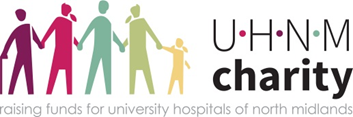 U•H•N•M
charity
raising funds for university hospitals of north midlands